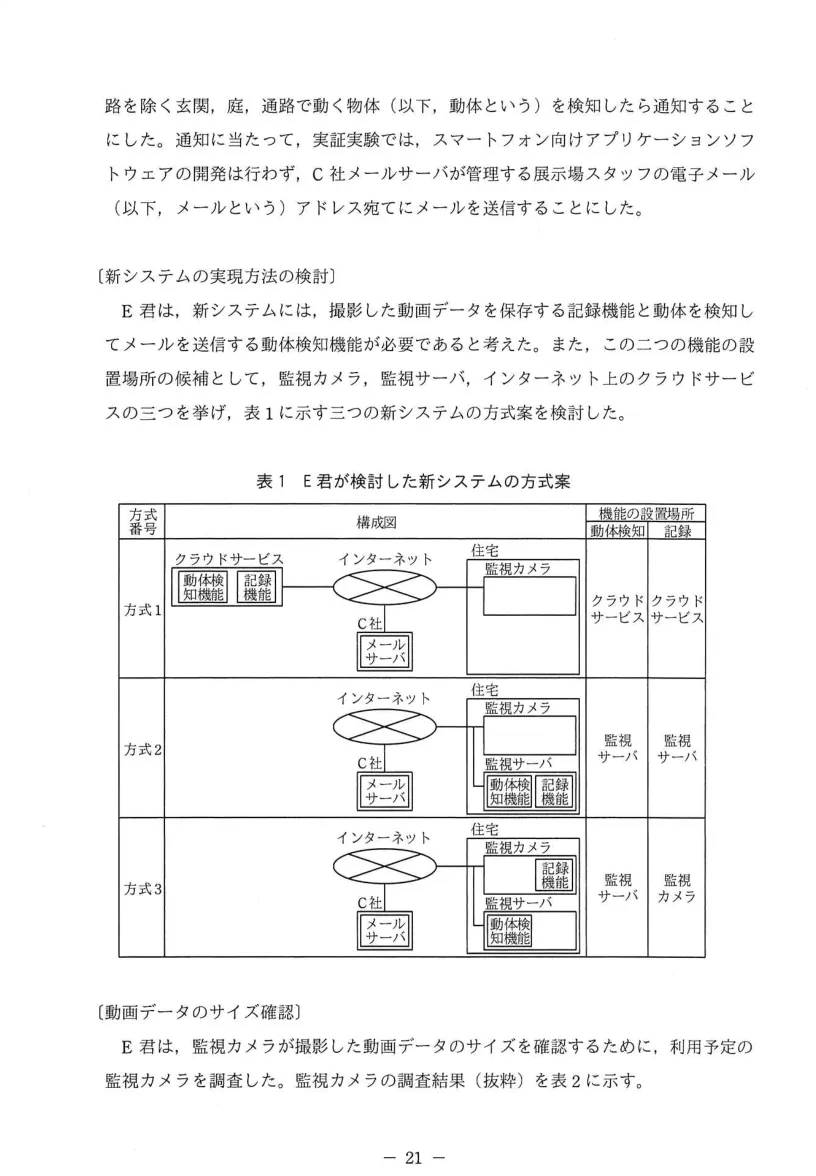 路を除く玄関，庭，通路で動く物体（以下，動体という）を検知したら通知すること
にした。通知に当たって，実証実験では，スマートフォン向けアプリケーションソフ
トウェアの開発は行わず，C 社メールサーバが管理する展示場スタッフの電子メール
（以下，メールという）アドレス宛てにメールを送信することにした。
〔新システムの実現方法の検討〕
E 君は，新システムには，撮影した動画データを保存する記録機能と動体を検知し
てメールを送信する動体検知機能が必要であると考えた。また，この二つの機能の設
置場所の候補として，監視カメラ，監視サーバ，インターネット上のクラウドサービ
スの三つを挙げ，表 1 に示す三つの新システムの方式案を検討した。
表 1　E 君が検討した新システムの方式案
方式
番号
構成図
機能の設置場所
動体検知
記録
方式1
クラウドサービス
動体検
知機能
記録
機能
インターネット
C社
メール
サーバ
住宅
監視カメラ
クラウド
サービス
クラウド
サービス
方式2
インターネット
C社
メール
サーバ
住宅
監視カメラ
監視サーバ
動体検
知機能
記録
機能
監視
サーバ
監視
サーバ
方式3
インターネット
C社
メール
サーバ
住宅
監視カメラ
記録
機能
監視サーバ
動体検
知機能
監視
サーバ
監視
カメラ
〔動画データのサイズ確認〕
E 君は，監視カメラが撮影した動画データのサイズを確認するために，利用予定の
監視カメラを調査した。監視カメラの調査結果（抜粋）を表 2 に示す。
－ 21 －